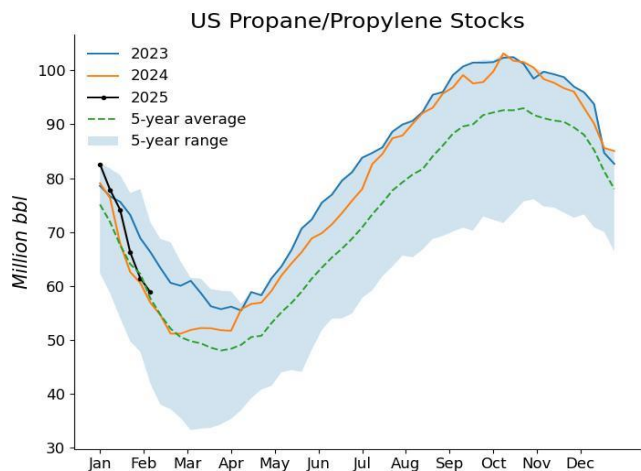 US Propane/Propylene Stocks
2023
2024
2025
5-year average
5-year range
Million bbl
100
90
80
70
60
50
40
30
Jan Feb Mar Apr May Jun Jul Aug Sep Oct Nov Dec